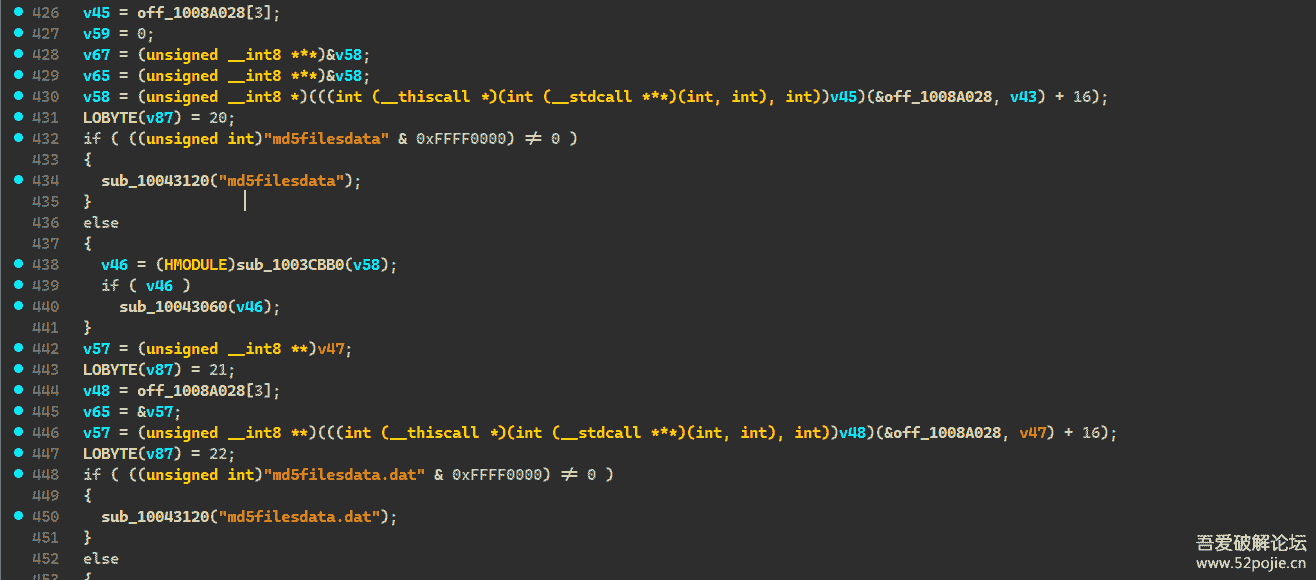 426 v45 = off_1008A028[3];
427 v59 = 0;
428 v67 = (unsigned __int8 ***)&v58;
429 v65 = (unsigned __int8 ***)&v58;
430 v58 = (unsigned __int8 *)(((int (__thiscall *)(int (__stdcall ***)(int, int), int))v45)(&off_1008A028, v43) + 16);
431 LOBYTE(v87) = 20;
432 if ( ((unsigned int)"md5filesdata" & 0xFFFF0000) ≠ 0 )
433 {
434 sub_10043120("md5filesdata");
435 }
436 else
437 {
438 v46 = (HMODULE)sub_1003CBB0(v58);
439 if ( v46 )
440 sub_10043060(v46);
441 }
442 v57 = (unsigned __int8 **)v47;
443 LOBYTE(v87) = 21;
444 v48 = off_1008A028[3];
445 v65 = &v57;
446 v57 = (unsigned __int8 **)(((int (__thiscall *)(int (__stdcall ***)(int, int), int))v48)(&off_1008A028, v47) + 16);
447 LOBYTE(v87) = 22;
448 if ( ((unsigned int)"md5filesdata.dat" & 0xFFFF0000) ≠ 0 )
449 {
450 sub_10043120("md5filesdata.dat");
451 }
452 else
453 {
吾爱破解论坛
www.52pojie.cn